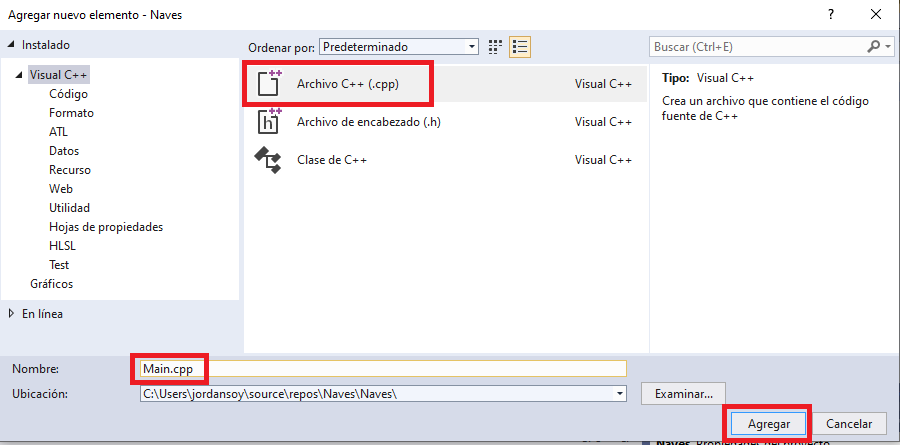 Agregar nuevo elemento - Naves
? ×
Instalado
Ordenar por: Predeterminado
Buscar (Ctrl+E)
Visual C++
Código
Formato
ATL
Datos
Recurso
Web
Utilidad
Hojas de propiedades
HLSL
Test
Gráficos
En línea
Archivo C++ (.cpp) Visual C++
Archivo de encabezado (.h) Visual C++
Clase de C++ Visual C++
Tipo: Visual C++
Crea un archivo que contiene el código
fuente de C++
Nombre: Main.cpp
Ubicación: C:\Users\jordansoy\source\repos\Naves\Naves\
Examinar...
Agregar Cancelar